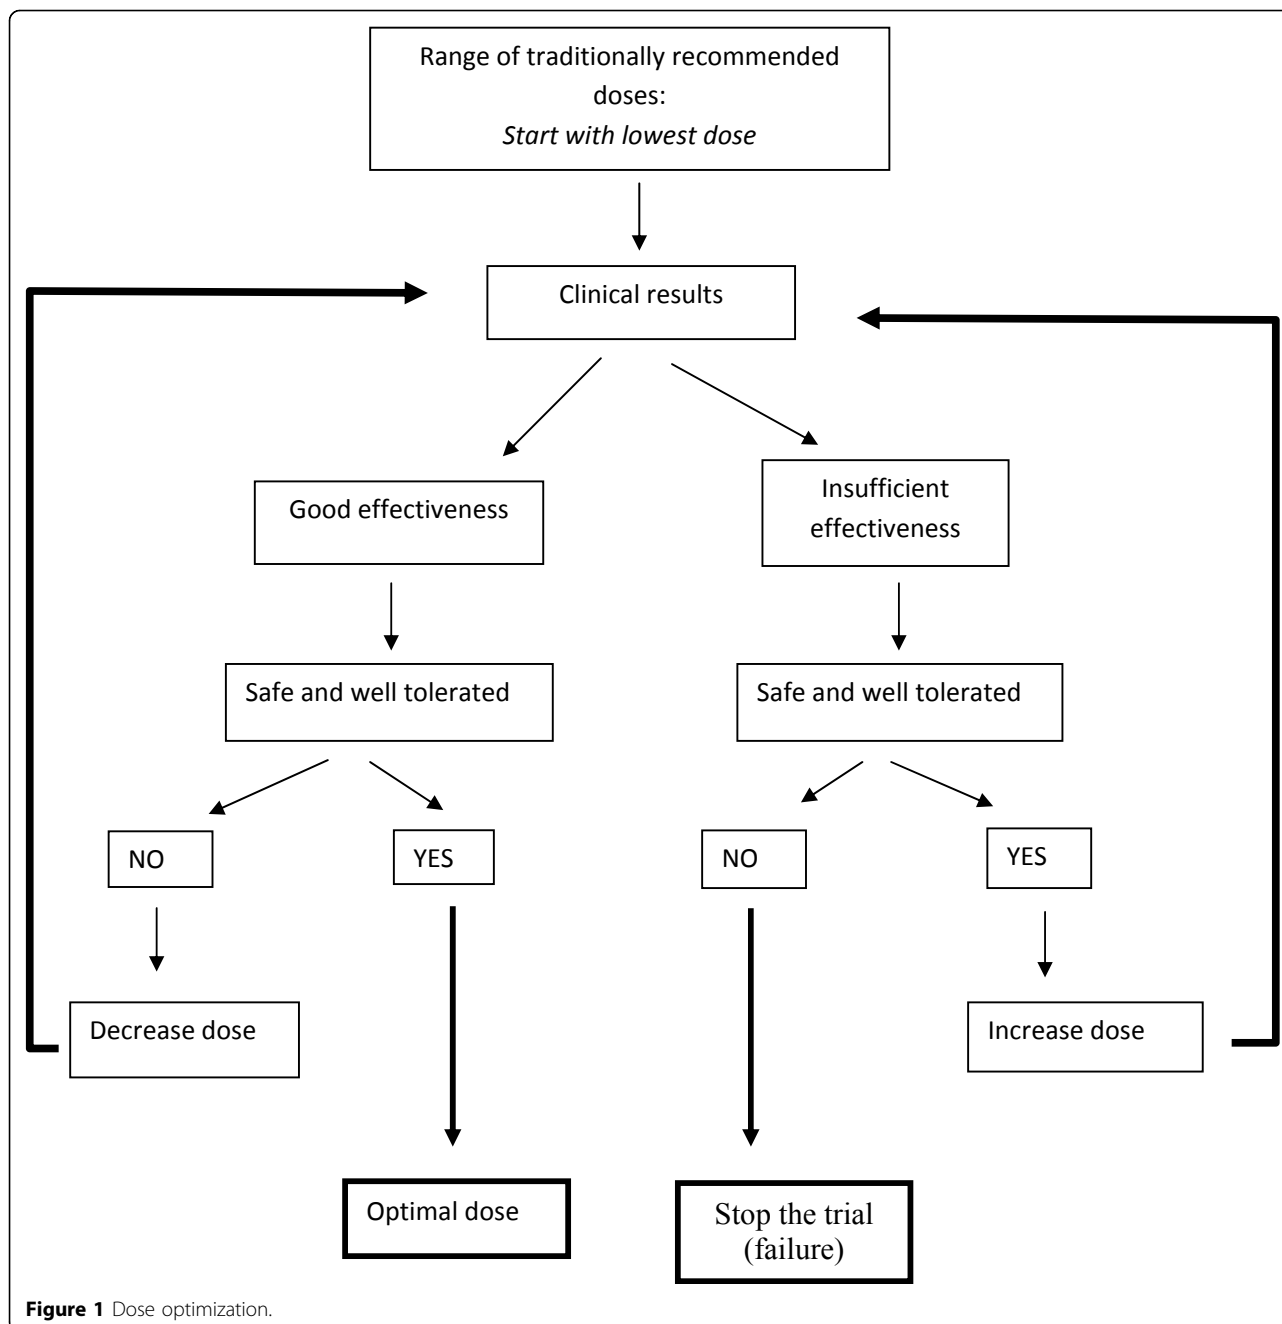 Range of traditionally recommended
doses:
Start with lowest dose
Clinical results
Good effectiveness
Insufficient
effectiveness
Safe and well tolerated
Safe and well tolerated
NO
YES
NO
YES
Decrease dose
Increase dose
Optimal dose
Stop the trial
(failure)
Figure 1 Dose optimization.